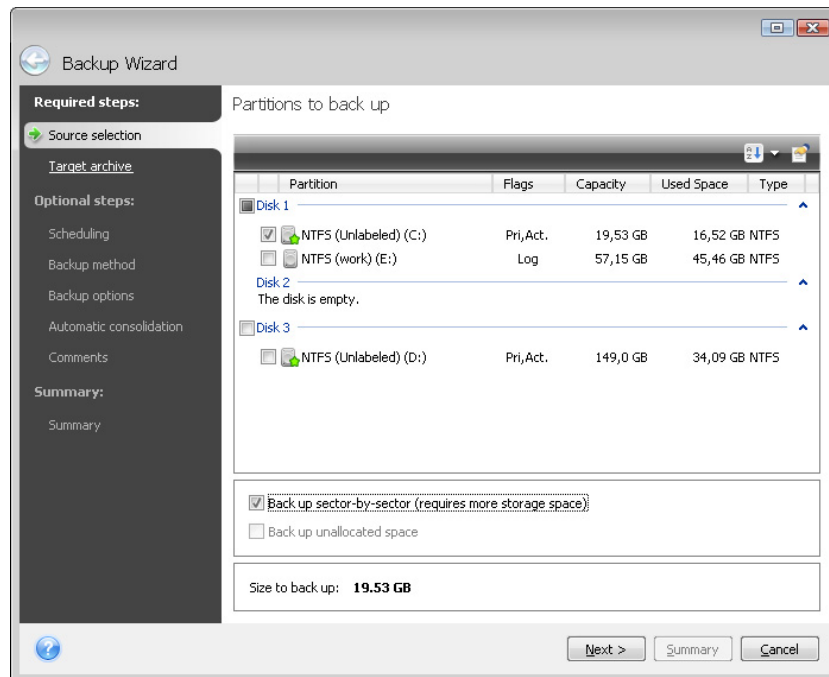 Backup Wizard
Required steps:
Source selection
Target archive
Optional steps:
Scheduling
Backup method
Backup options
Automatic consolidation
Comments
Summary:
Summary
Partitions to back up
Partition Flags Capacity Used Space Type
Disk 1
NTFS (Unlabeled) (C:) Pri,Act. 19,53 GB 16,52 GB NTFS
NTFS (work) (E:) Log 57,15 GB 45,46 GB NTFS
Disk 2
The disk is empty.
Disk 3
NTFS (Unlabeled) (D:) Pri,Act. 149,0 GB 34,09 GB NTFS
Back up sector-by-sector (requires more storage space)
Back up unallocated space
Size to back up: 19.53 GB
Next > Summary Cancel